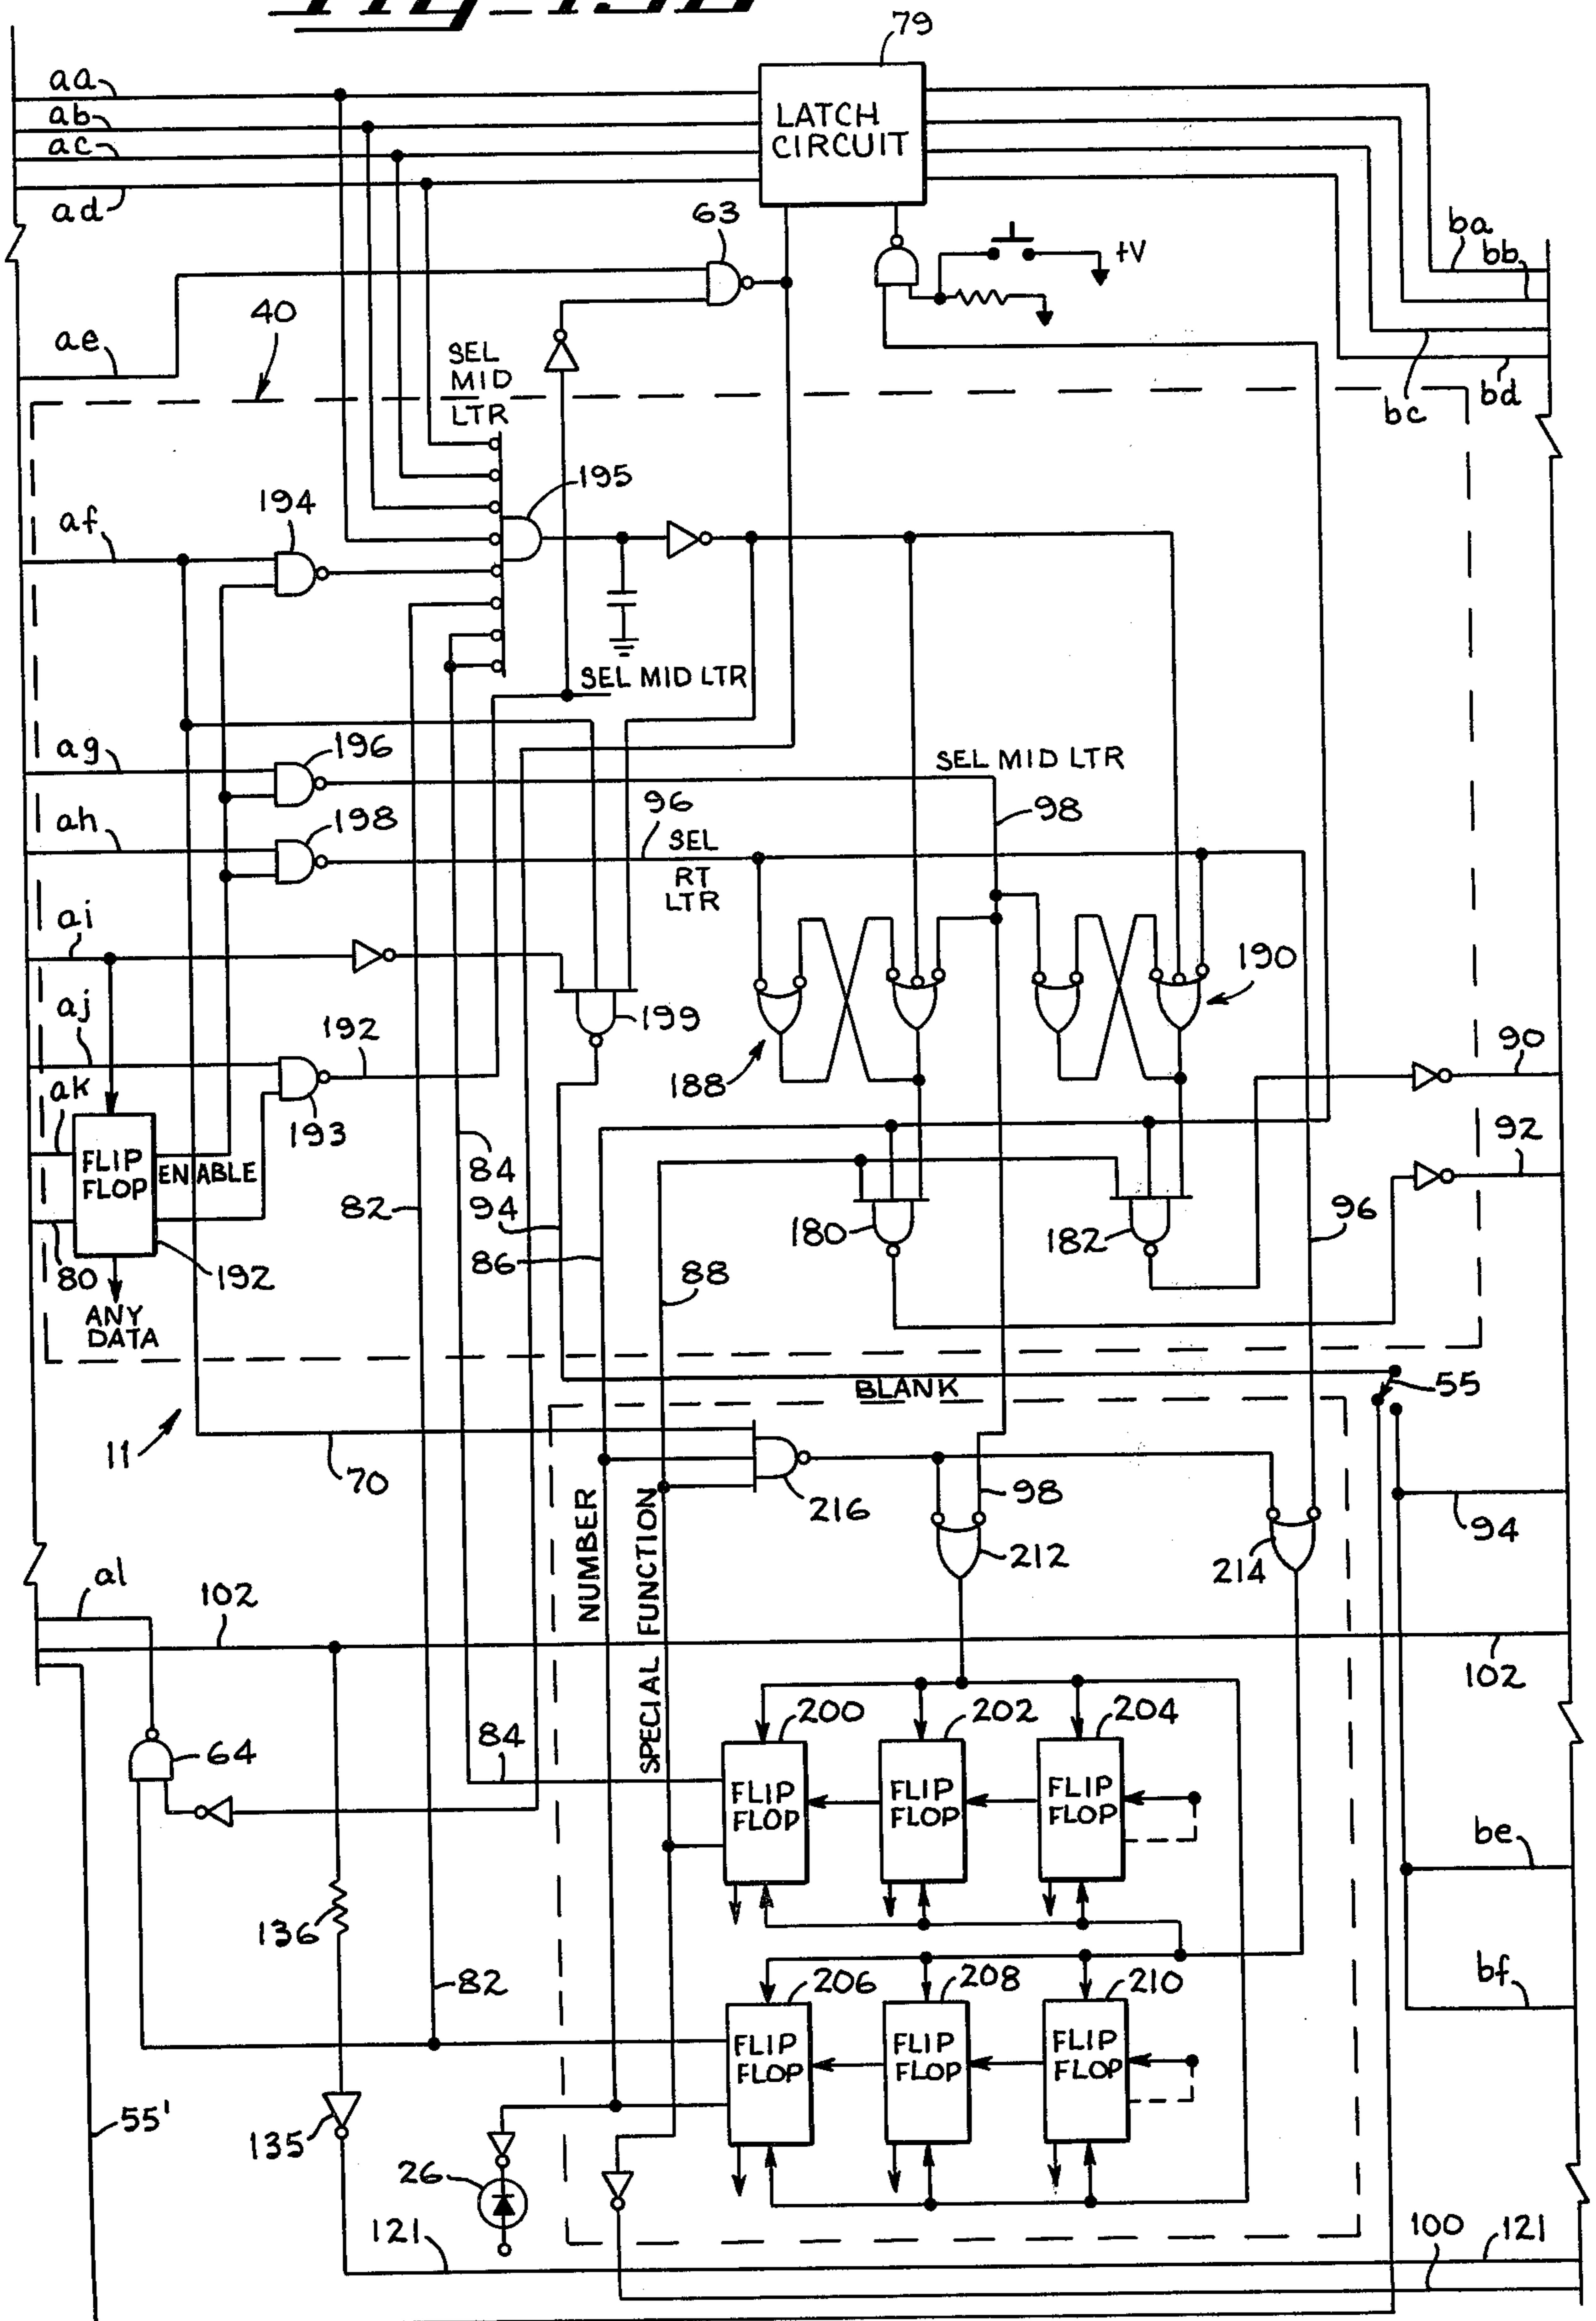 79
aa
ab
ac
ad
LATCH
CIRCUIT
63
+V
ba
bb
40
ae
SEL
MID
LTR
bc
bd
af
194
195
SEL MID LTR
ag
196
SEL MID LTR
ah
198
96
SEL
RT
LTR
98
ai
190
aj
192
199
188
90
ak
193
FLIP
FLOP
ENABLE
84
92
82
94
180
182
96
86
88
80
192
ANY
DATA
BLANK
55
11
70
216
98
94
NUMBER
SPECIAL FUNCTION
212
214
al
102
102
200
202
204
64
84
FLIP
FLOP
FLIP
FLOP
FLIP
FLOP
be
136
82
206
208
210
bf
FLIP
FLOP
FLIP
FLOP
FLIP
FLOP
55'
135
26
121
100
121